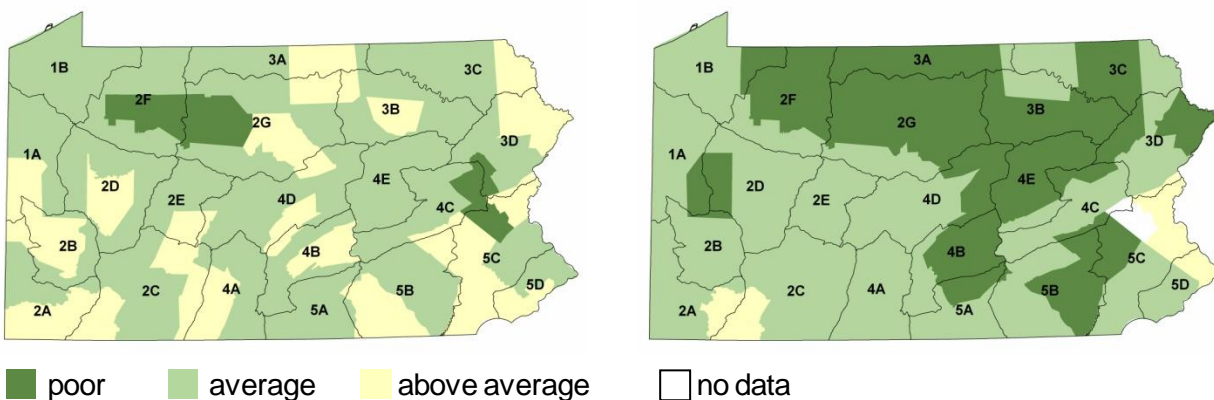 1B
2F
3A
3C
2G
3B
1A
3D
2D
2E
4D
4E
4C
2B
4B
5C
2A
2C
4A
5A
5B
5D
1B
2F
3A
3C
2G
3B
1A
3D
2D
2E
4D
4E
4C
2B
4B
5C
2A
2C
4A
5A
5B
5D
poor average above average no data